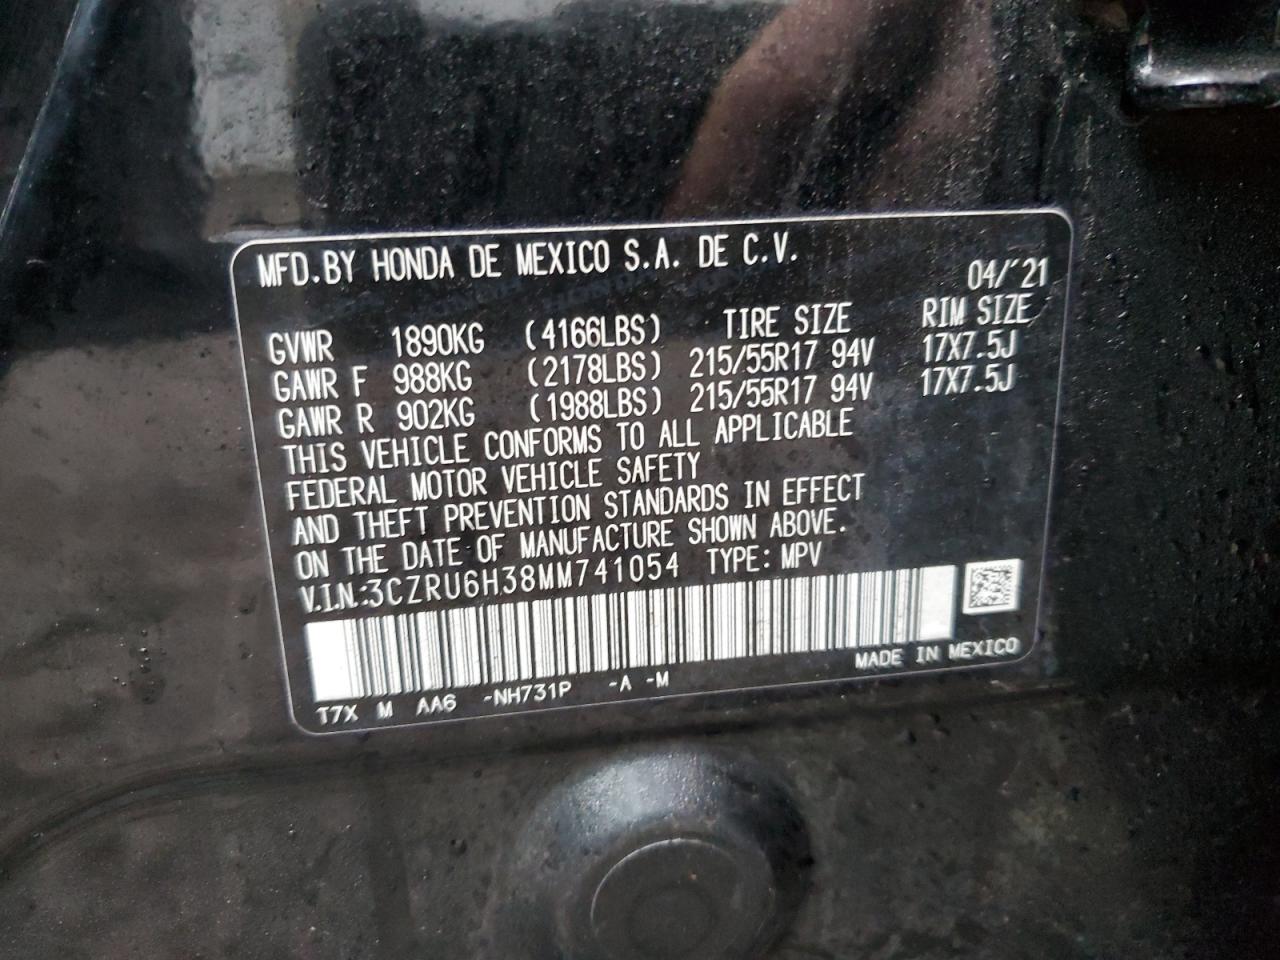 MFD.BY HONDA DE MEXICO S.A. DE C.V.
04/'21
GVWR 1890KG (4166LBS) TIRE SIZE RIM SIZE
GAWR F 988KG (2178LBS) 215/55R17 94V 17X7.5J
GAWR R 902KG (1988LBS) 215/55R17 94V 17X7.5J
THIS VEHICLE CONFORMS TO ALL APPLICABLE
FEDERAL MOTOR VEHICLE SAFETY
AND THEFT PREVENTION STANDARDS IN EFFECT
ON THE DATE OF MANUFACTURE SHOWN ABOVE.
V.I.N.:3CZRU6H38MM741054 TYPE: MPV
MADE IN MEXICO
T7X M AA6 -NH731P -A -M